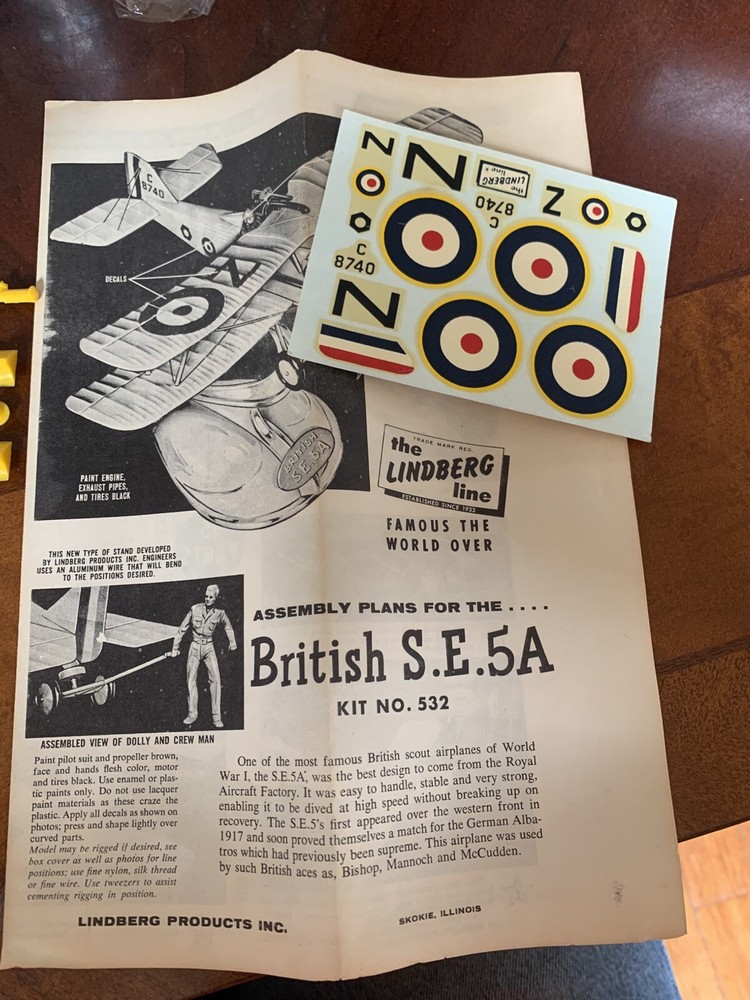 C
8740
N
DECALS
BRITISH
S.E.5A
PAINT ENGINE,
EXHAUST PIPES,
AND TIRES BLACK
N
N
the
LINDBERG
line
Z
C
8740
C
8740
N
TRADE MARK REG.
the
LINDBERG
line
ESTABLISHED SINCE 1933
FAMOUS THE
WORLD OVER
THIS NEW TYPE OF STAND DEVELOPED
BY LINDBERG PRODUCTS INC. ENGINEERS
USES AN ALUMINUM WIRE THAT WILL BEND
TO THE POSITIONS DESIRED.
ASSEMBLED VIEW OF DOLLY AND CREW MAN
Paint pilot suit and propeller brown,
face and hands flesh color, motor
and tires black. Use enamel or plas-
tic paints only. Do not use lacquer
paint materials as these craze the
plastic. Apply all decals as shown on
photos; press and shape lightly over
curved parts.
Model may be rigged if desired, see
box cover as well as photos for line
positions; use fine nylon, silk thread
or fine wire. Use tweezers to assist
cementing rigging in position.
ASSEMBLY PLANS FOR THE ....
British S.E.5A
KIT NO. 532
One of the most famous British scout airplanes of World
War I, the S.E.5A, was the best design to come from the Royal
Aircraft Factory. It was easy to handle, stable and very strong,
enabling it to be dived at high speed without breaking up on
recovery. The S.E.5's first appeared over the western front in
1917 and soon proved themselves a match for the German Alba-
tros which had previously been supreme. This airplane was used
by such British aces as, Bishop, Mannoch and McCudden.
LINDBERG PRODUCTS INC.
SKOKIE, ILLINOIS